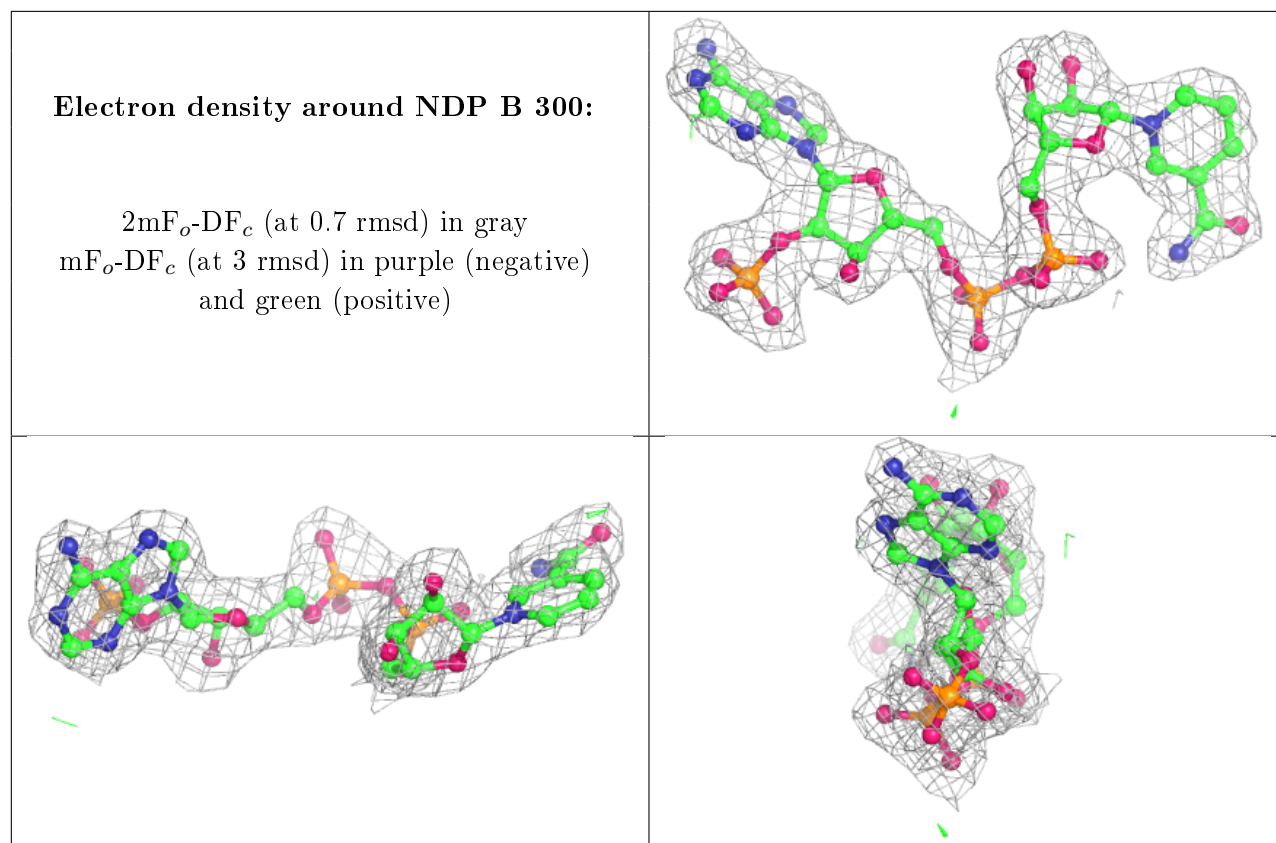 Electron density around NDP B 300:
2mFₒ-DF𝒸 (at 0.7 rmsd) in gray
mFₒ-DF𝒸 (at 3 rmsd) in purple (negative)
and green (positive)